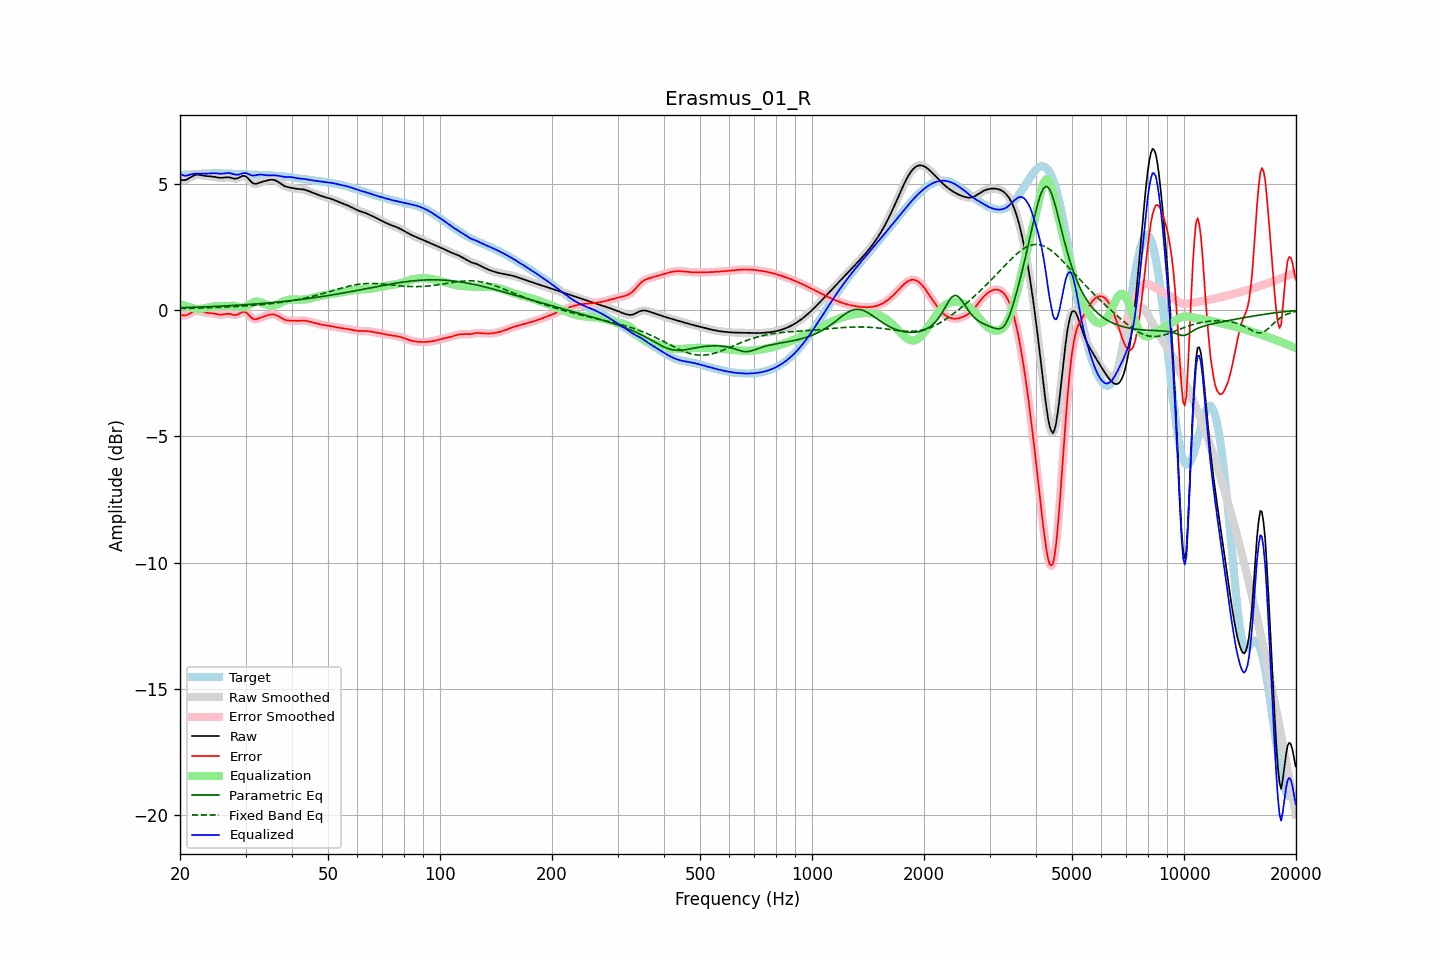 Erasmus_01_R
Amplitude (dBr)
5
0
−5
−10
−15
−20
Target
Raw Smoothed
Error Smoothed
Raw
Error
Equalization
Parametric Eq
Fixed Band Eq
Equalized
20 50 100 200 500 1000 2000 5000 10000 20000
Frequency (Hz)